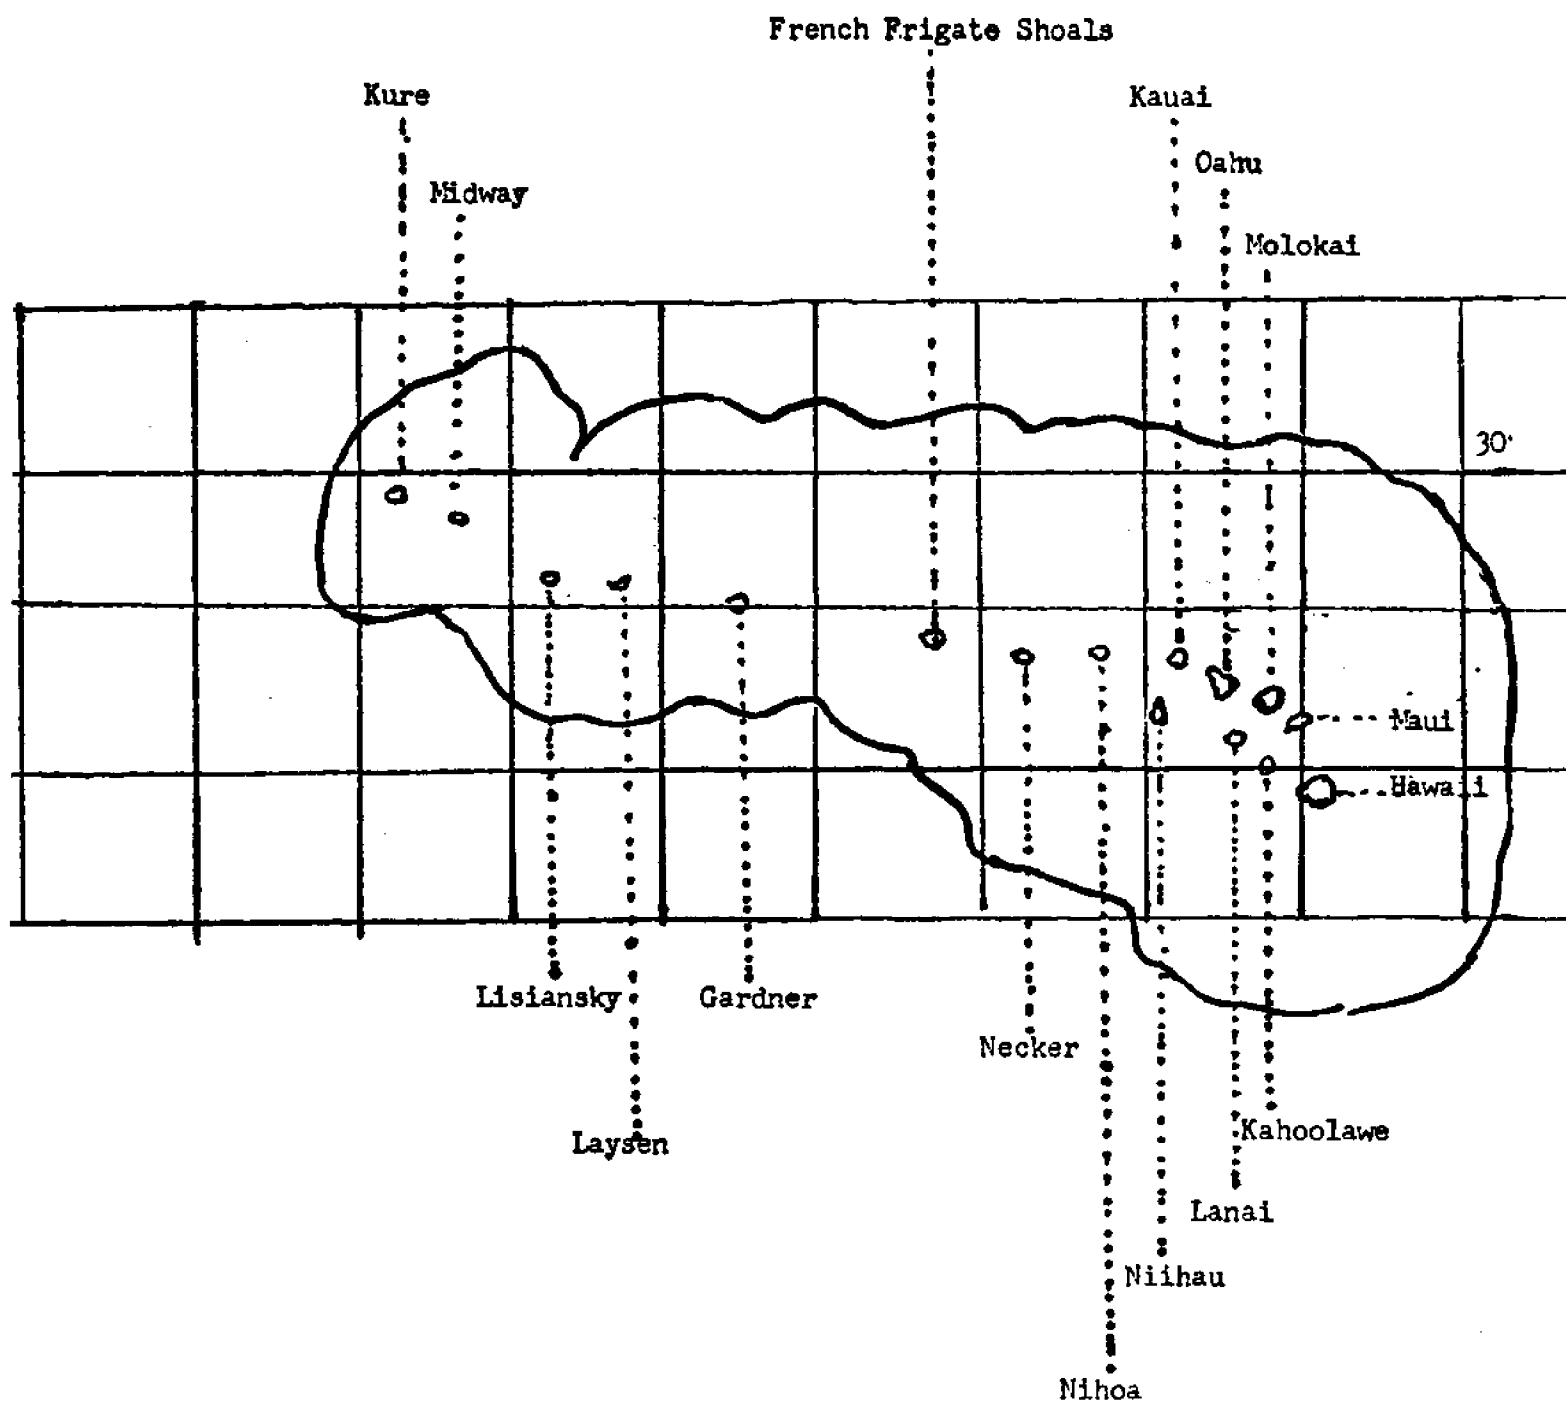 French Frigate Shoals
Kure
Kauai
Oahu
Midway
Molokai
30°
Maui
Hawaii
Lisiansky
Gardner
Necker
Laysen
Kahoolawe
Lanai
Niihau
Nihoa